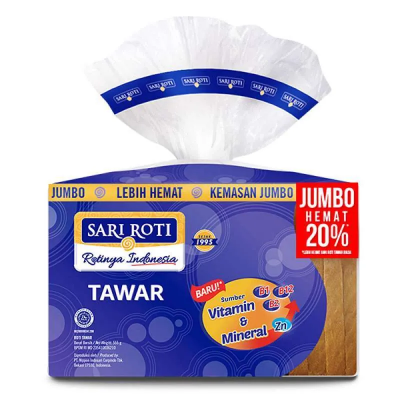 SARI ROTI SARI ROTI SARI ROTI SARI ROTI SARI ROTI SARI ROTI
JUMBO • LEBIH HEMAT • KEMASAN JUMBO
JUMBO
HEMAT
20%*
SARI ROTI
SEJAK
1995
Rotinya Indonesia
TAWAR
BARU!*
Sumber
Vitamin
&
Mineral
B1 B12
B2
Zn
ROTI TAWAR